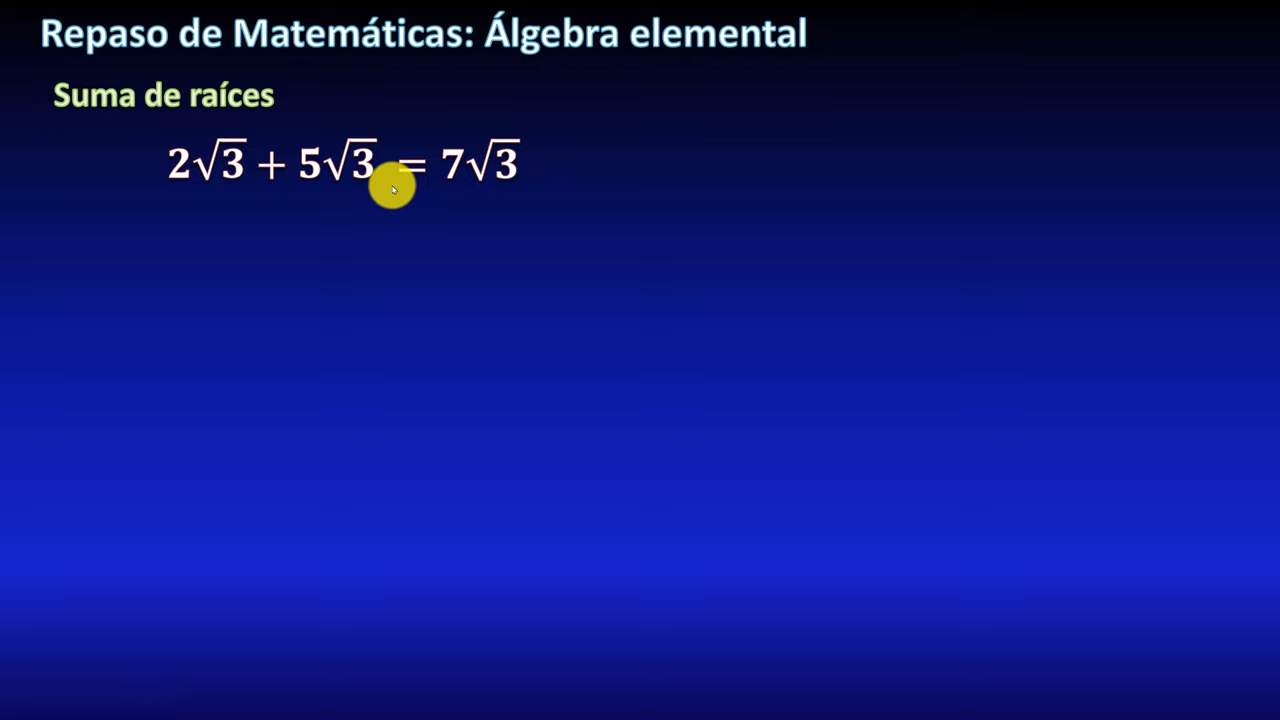 Repaso de Matemáticas: Álgebra elemental
Suma de raíces
2√3 + 5√3 = 7√3